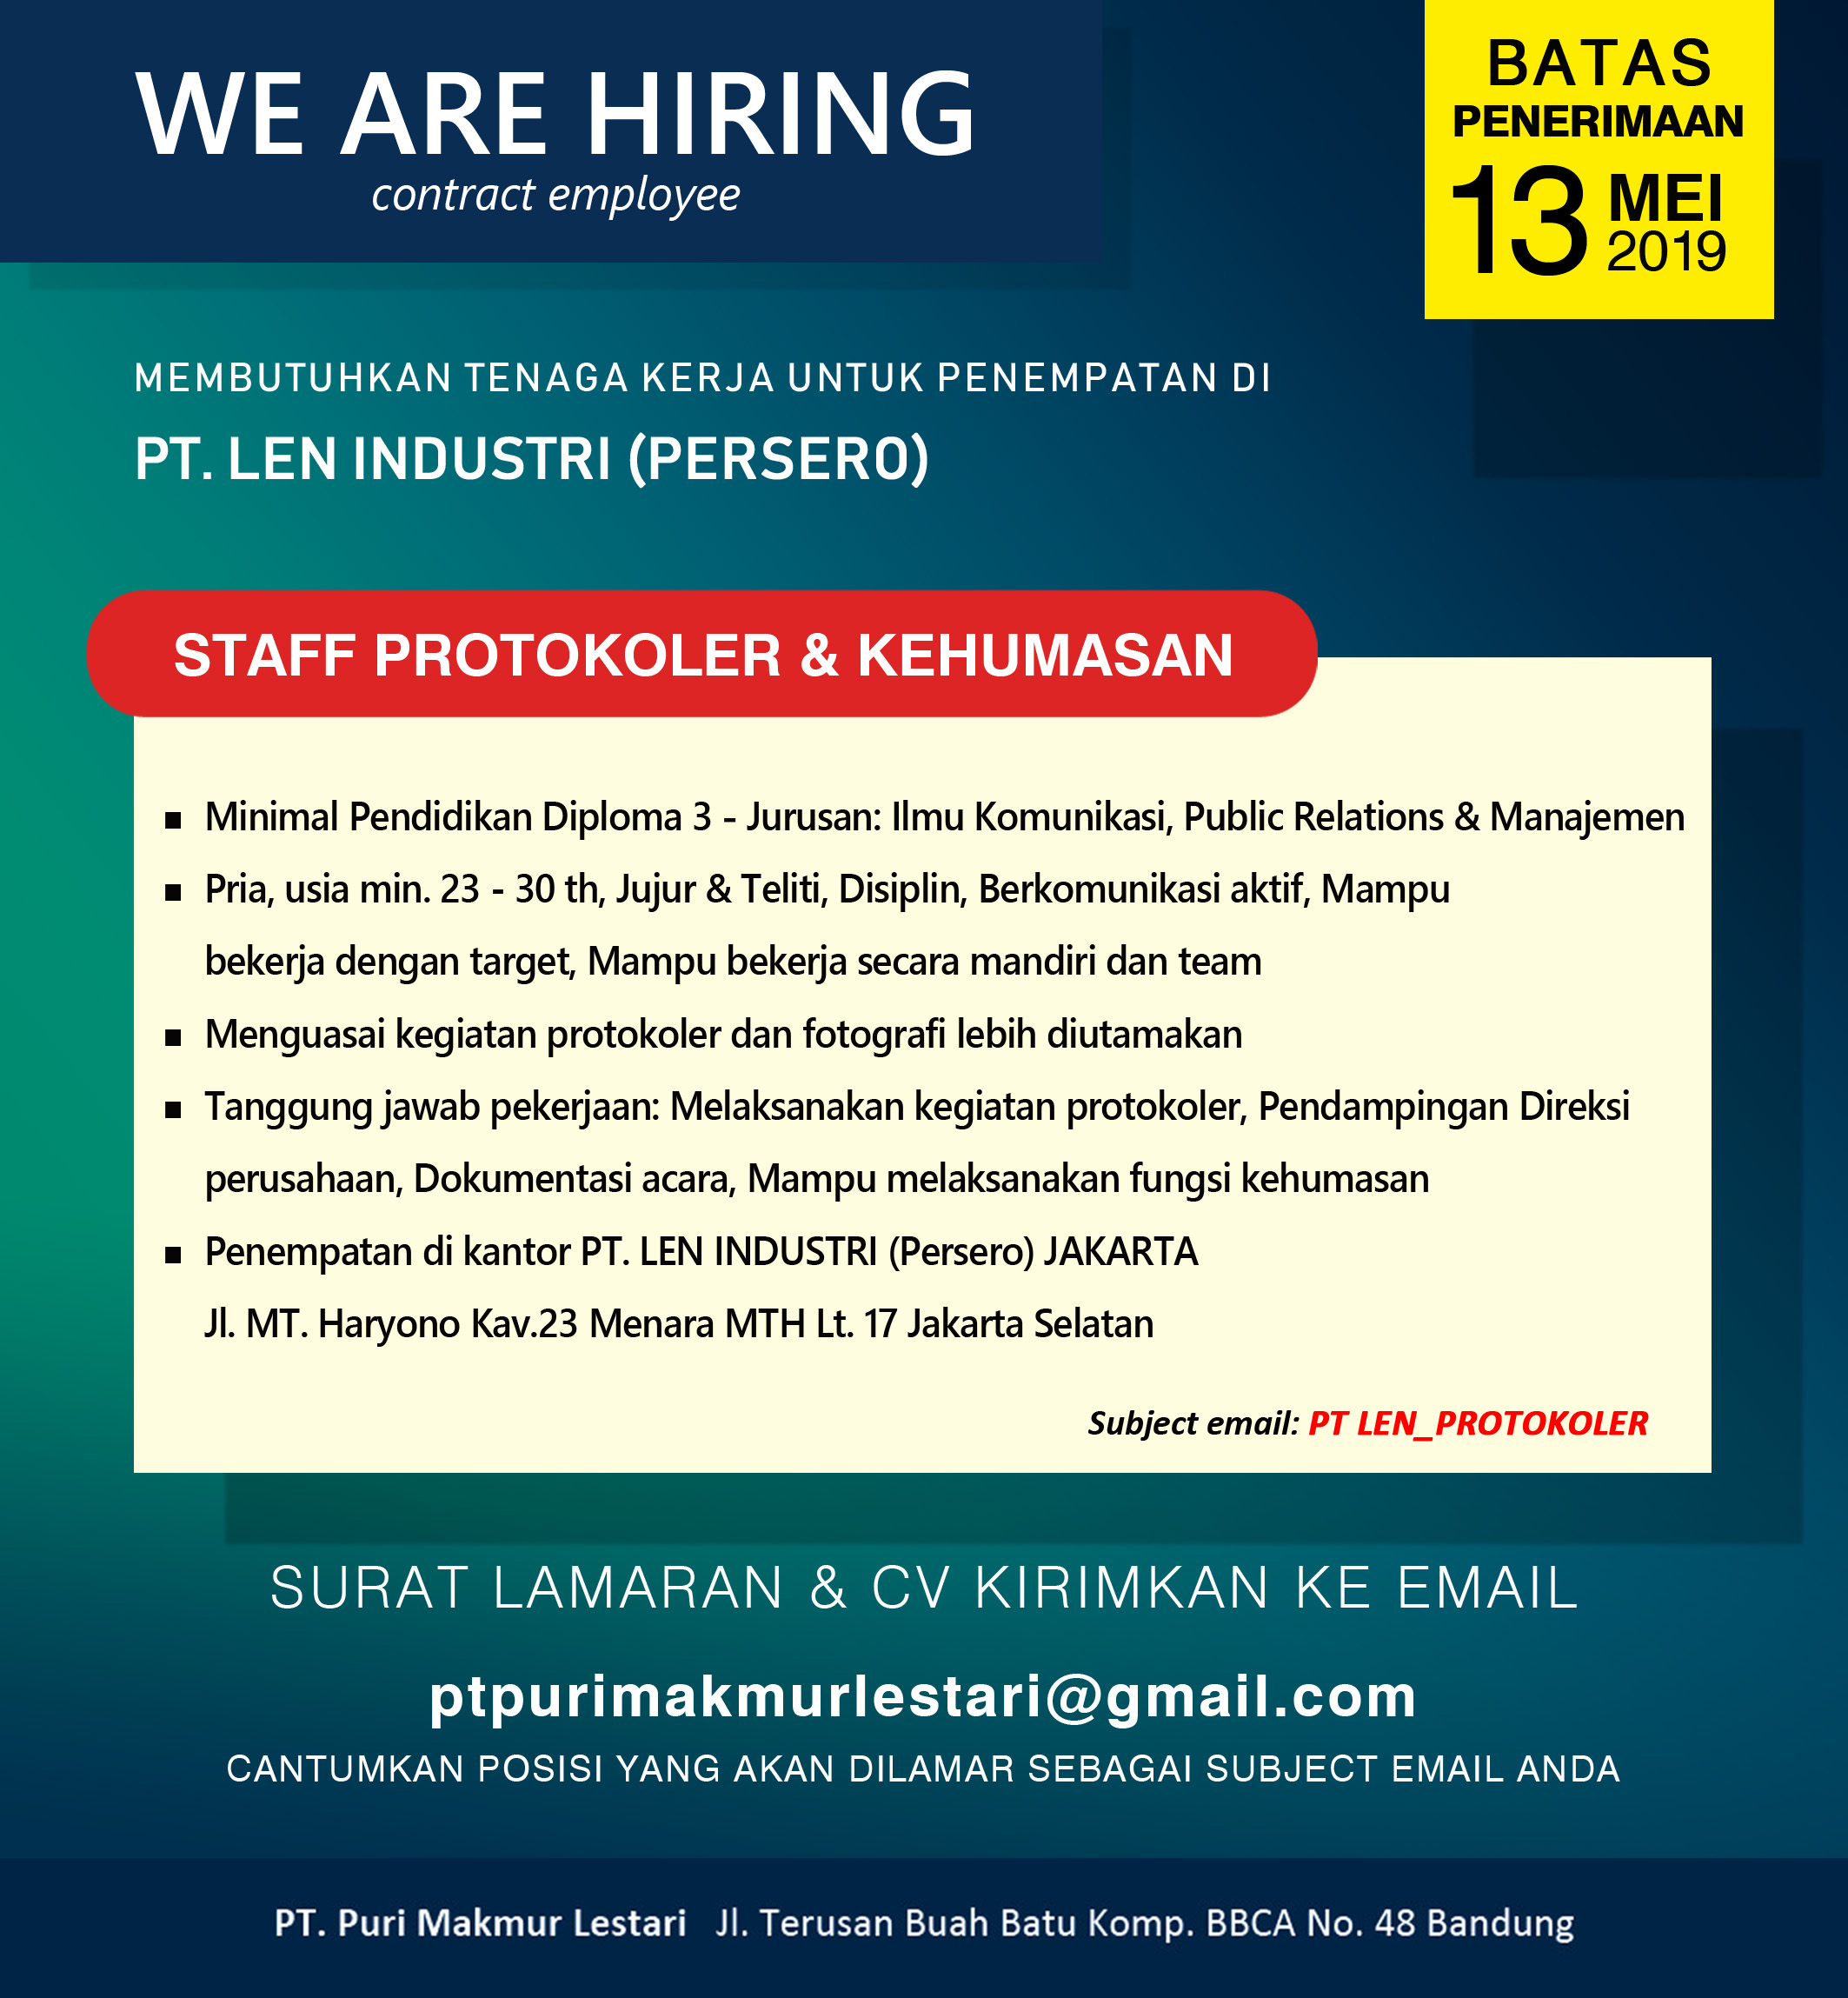 WE ARE HIRING
contract employee
BATAS
PENERIMAAN
13 MEI
2019
MEMBUTUHKAN TENAGA KERJA UNTUK PENEMPATAN DI
PT. LEN INDUSTRI (PERSERO)
STAFF PROTOKOLER & KEHUMASAN
▪ Minimal Pendidikan Diploma 3 - Jurusan: Ilmu Komunikasi, Public Relations & Manajemen
▪ Pria, usia min. 23 - 30 th, Jujur & Teliti, Disiplin, Berkomunikasi aktif, Mampu
bekerja dengan target, Mampu bekerja secara mandiri dan team
▪ Menguasai kegiatan protokoler dan fotografi lebih diutamakan
▪ Tanggung jawab pekerjaan: Melaksanakan kegiatan protokoler, Pendampingan Direksi
perusahaan, Dokumentasi acara, Mampu melaksanakan fungsi kehumasan
▪ Penempatan di kantor PT. LEN INDUSTRI (Persero) JAKARTA
Jl. MT. Haryono Kav.23 Menara MTH Lt. 17 Jakarta Selatan
Subject email: PT LEN_PROTOKOLER
SURAT LAMARAN & CV KIRIMKAN KE EMAIL
ptpurimakmurlestari@gmail.com
CANTUMKAN POSISI YANG AKAN DILAMAR SEBAGAI SUBJECT EMAIL ANDA
PT. Puri Makmur Lestari Jl. Terusan Buah Batu Komp. BBCA No. 48 Bandung